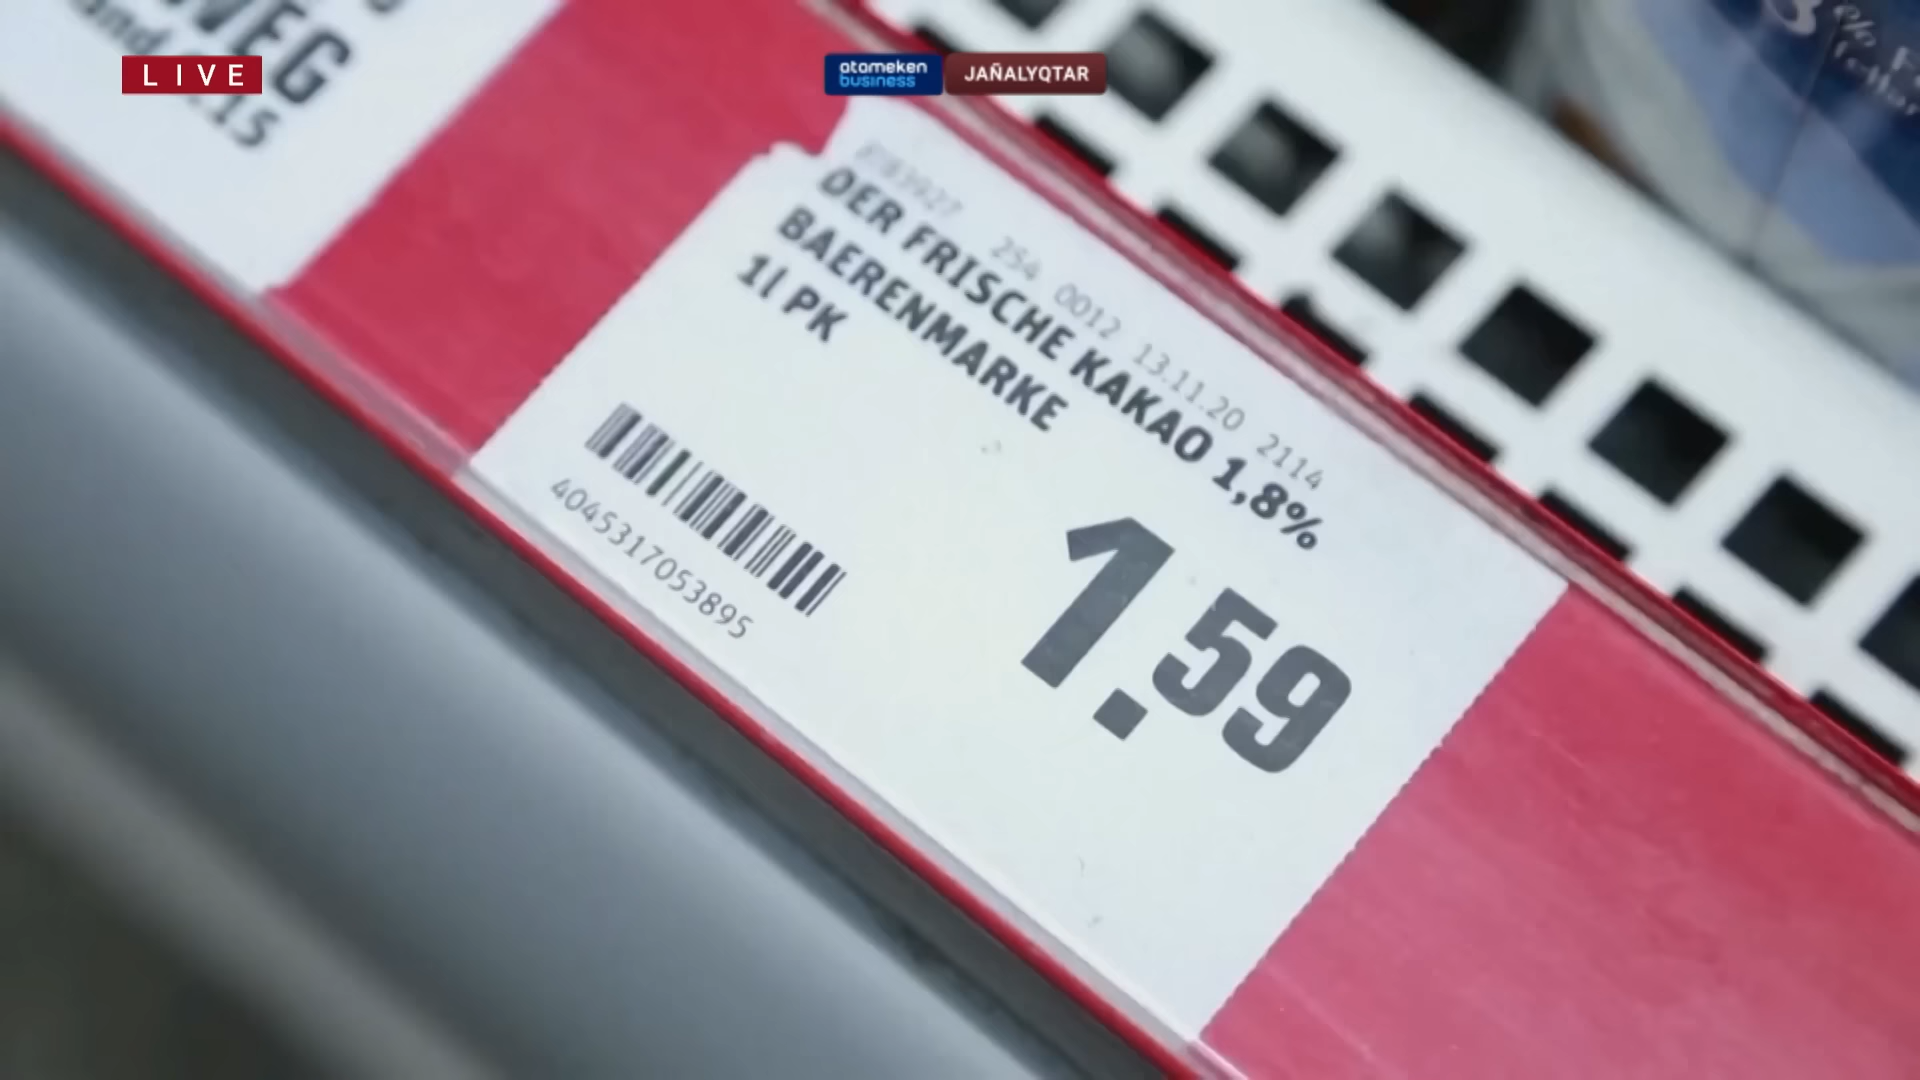 WEG
LIVE
atameken
business
JAÑALYQTAR
254 0012 13.11.20 2114
DER FRISCHE KAKAO 1,8%
BAERENMARKE
1l PK
4045317053895
1.59